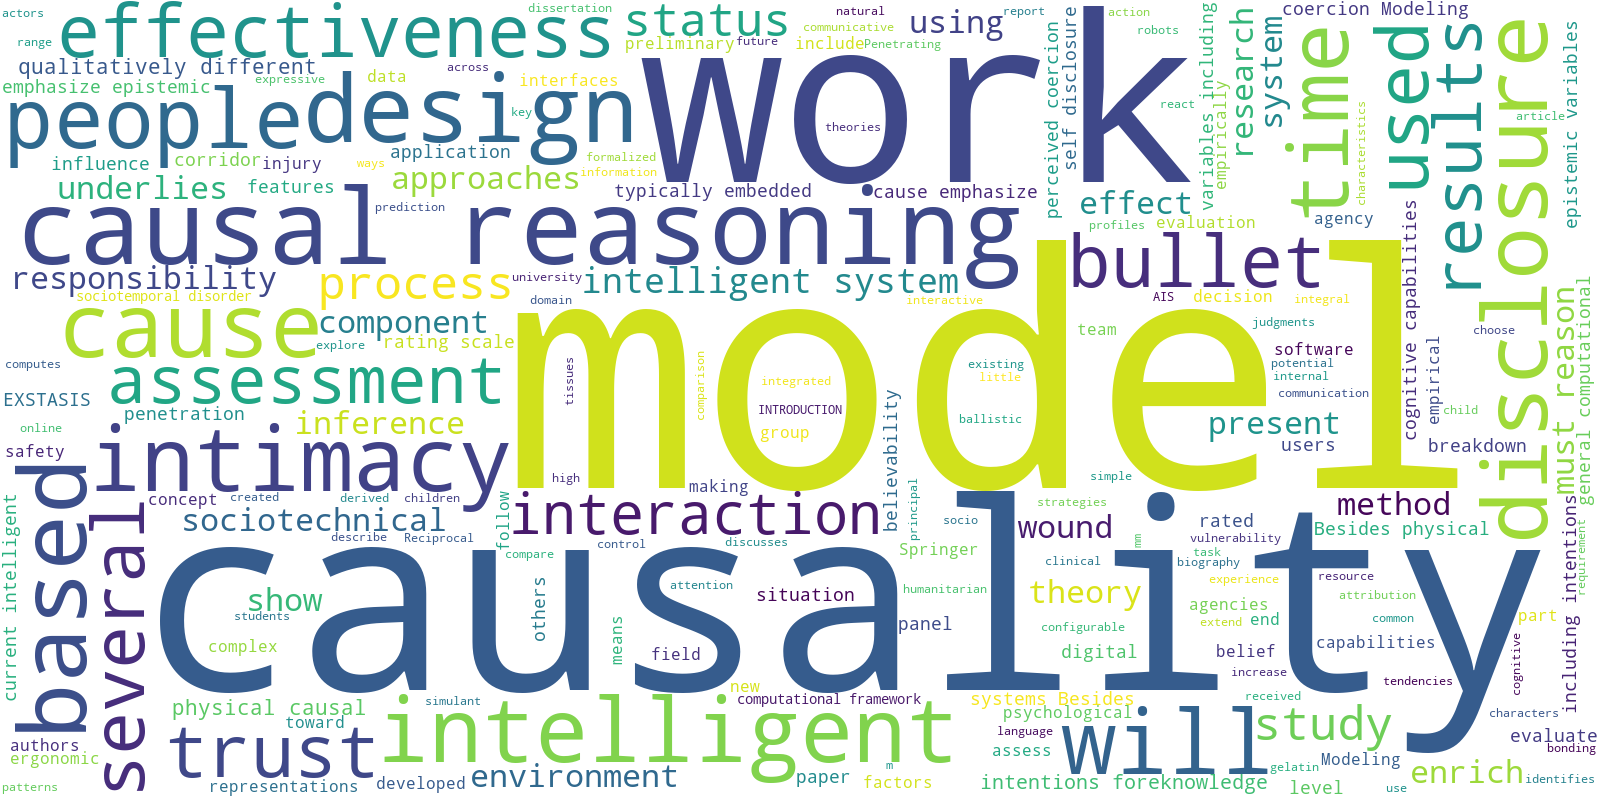 actors
range
effectiveness
dissertation
natural
communicative
report
action
robots
coercion Modeling
status
using
preliminary
future
include
Penetrating
qualitatively different
across
expressive
data
interfaces
emphasize epistemic
key
people
design
work
theories
react
perceived coercion
self disclosure
variables including
empirically
research
system
time
characteristics
used
results
disclosure
article
epistemic variables
influence
corridor
injury
ways
application
formalized
information
underlies
features
approaches
typically embedded
cause emphasize
effect
agency
prediction
profiles
evaluation
causal reasoning
bullet
responsibility
process
university
intelligent system
sociotemporal disorder
domain
interactive
AIS
decision
integral
cause
component
explore
rating scale
team
judgments
choose
cognitive capabilities
empirical
must reason
general computational
computes
assessment
tissues
comparison
existing
little
integrated
INTRODUCTION
group
ballistic
model
software
potential
internal
communication
child
EXSTASIS
penetration
inference
online
believability
present
users
breakdown
safety
intimacy
high
making
simple
concept
created
derived
children
follow
interaction
principal
socio
strategies
method
based
several
current intelligent
sociotechnical
describe
Reciprocal
control
discusses
wound
rated
vulnerability
Besides physical
compare
Springer
mm
task
including intentions
requirement
causality
show
students
attention
others
situation
clinical
humanitarian
theory
biography
experience
resource
attribution
agencies
extend
end
common
part
complex
means
field
panel
configurable
digital
belief
capabilities
increase
tendencies
cognitive
physical causal
toward
simulant
intelligent
new
computational framework
systems Besides
psychological
received
characters
authors
ergonomic
trust
language
assess
will
study
evaluate
bonding
patterns
representations
developed
environment
paper
m
factors
intentions foreknowledge
gelatin
level
Modeling
use
enrich
identifies